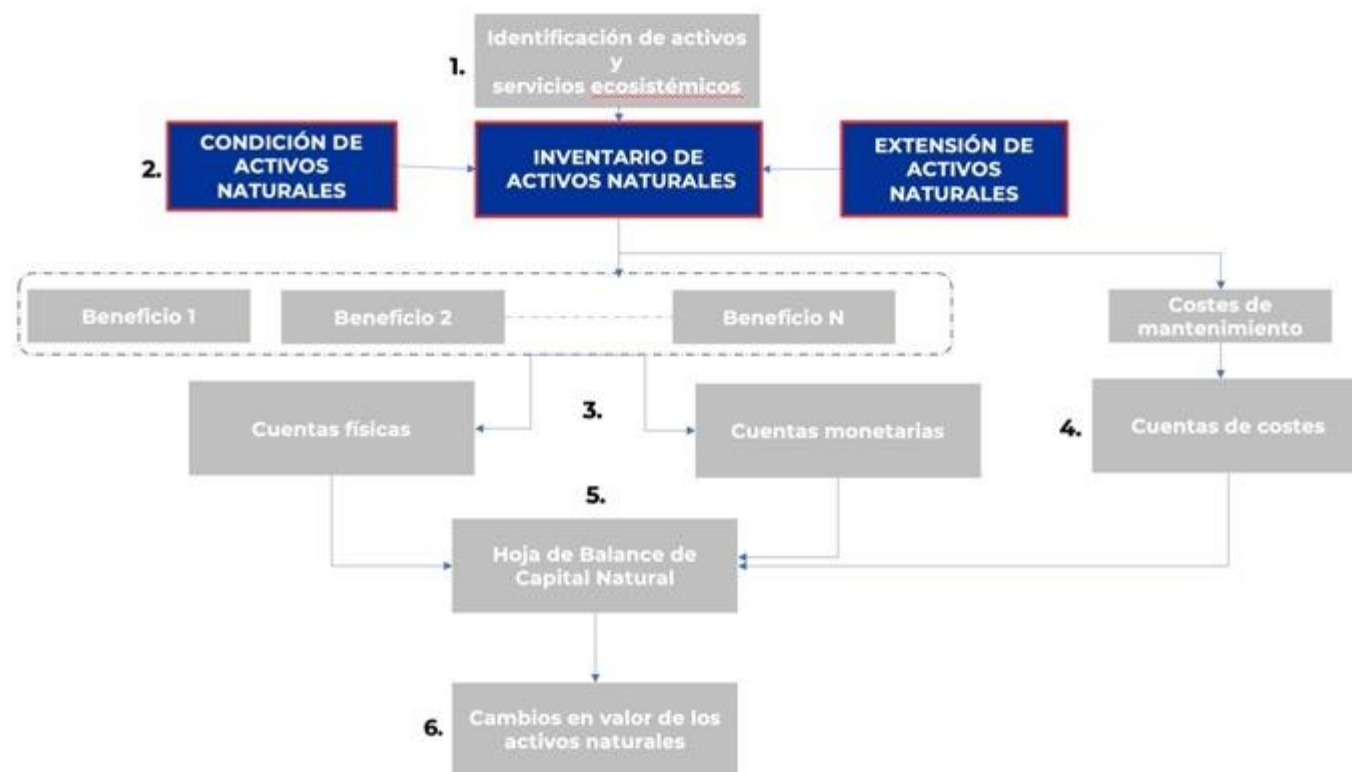 Identificación de activos
y
1.
servicios ecosistémicos
2.
CONDICIÓN DE
ACTIVOS
NATURALES
INVENTARIO DE
ACTIVOS NATURALES
EXTENSIÓN DE
ACTIVOS
NATURALES
Beneficio 1
Beneficio 2
Beneficio N
Costes de
mantenimiento
Cuentas físicas
3.
Cuentas monetarias
4.
Cuentas de costes
5.
Hoja de Balance de
Capital Natural
6.
Cambios en valor de los
activos naturales